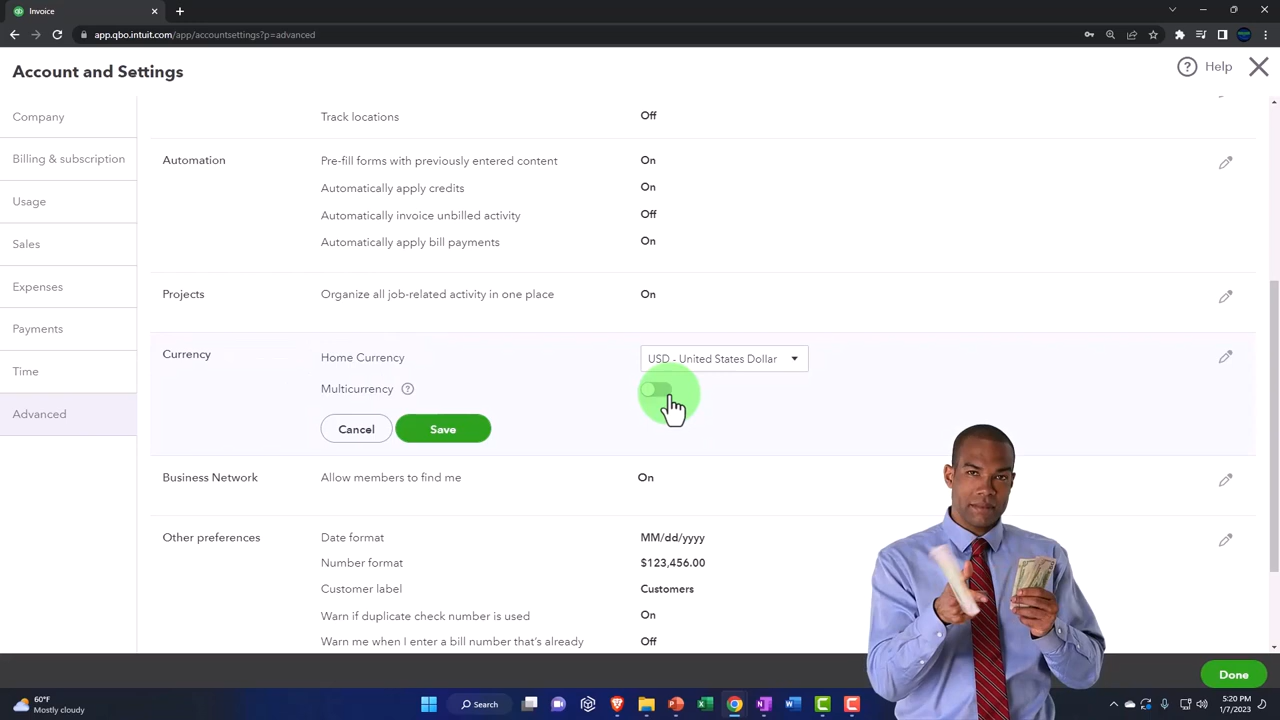 Invoice
app.qbo.intuit.com/app/accountsettings?p=advanced
Account and Settings
Help
Company
Billing & subscription
Usage
Sales
Expenses
Payments
Time
Advanced
Track locations Off
Automation Pre-fill forms with previously entered content On
Automatically apply credits On
Automatically invoice unbilled activity Off
Automatically apply bill payments On
Projects Organize all job-related activity in one place On
Currency Home Currency USD - United States Dollar
Multicurrency ?
Cancel Save
Business Network Allow members to find me On
Other preferences Date format MM/dd/yyyy
Number format $123,456.00
Customer label Customers
Warn if duplicate check number is used On
Warn me when I enter a bill number that's already Off
Done
60°F
Mostly cloudy
Search
5:20 PM
1/7/2023